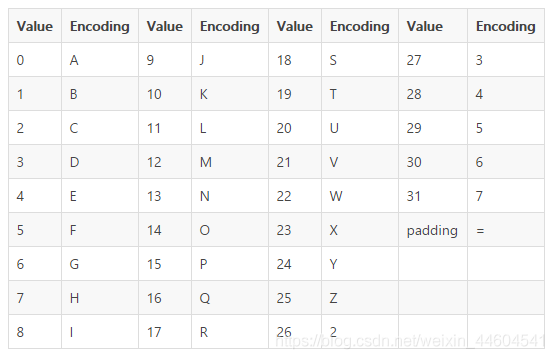 Value Encoding Value Encoding Value Encoding Value Encoding
0 A 9 J 18 S 27 3
1 B 10 K 19 T 28 4
2 C 11 L 20 U 29 5
3 D 12 M 21 V 30 6
4 E 13 N 22 W 31 7
5 F 14 O 23 X padding =
6 G 15 P 24 Y
7 H 16 Q 25 Z
8 I 17 R 26 2
https://blog.csdn.net/weixin_44604541